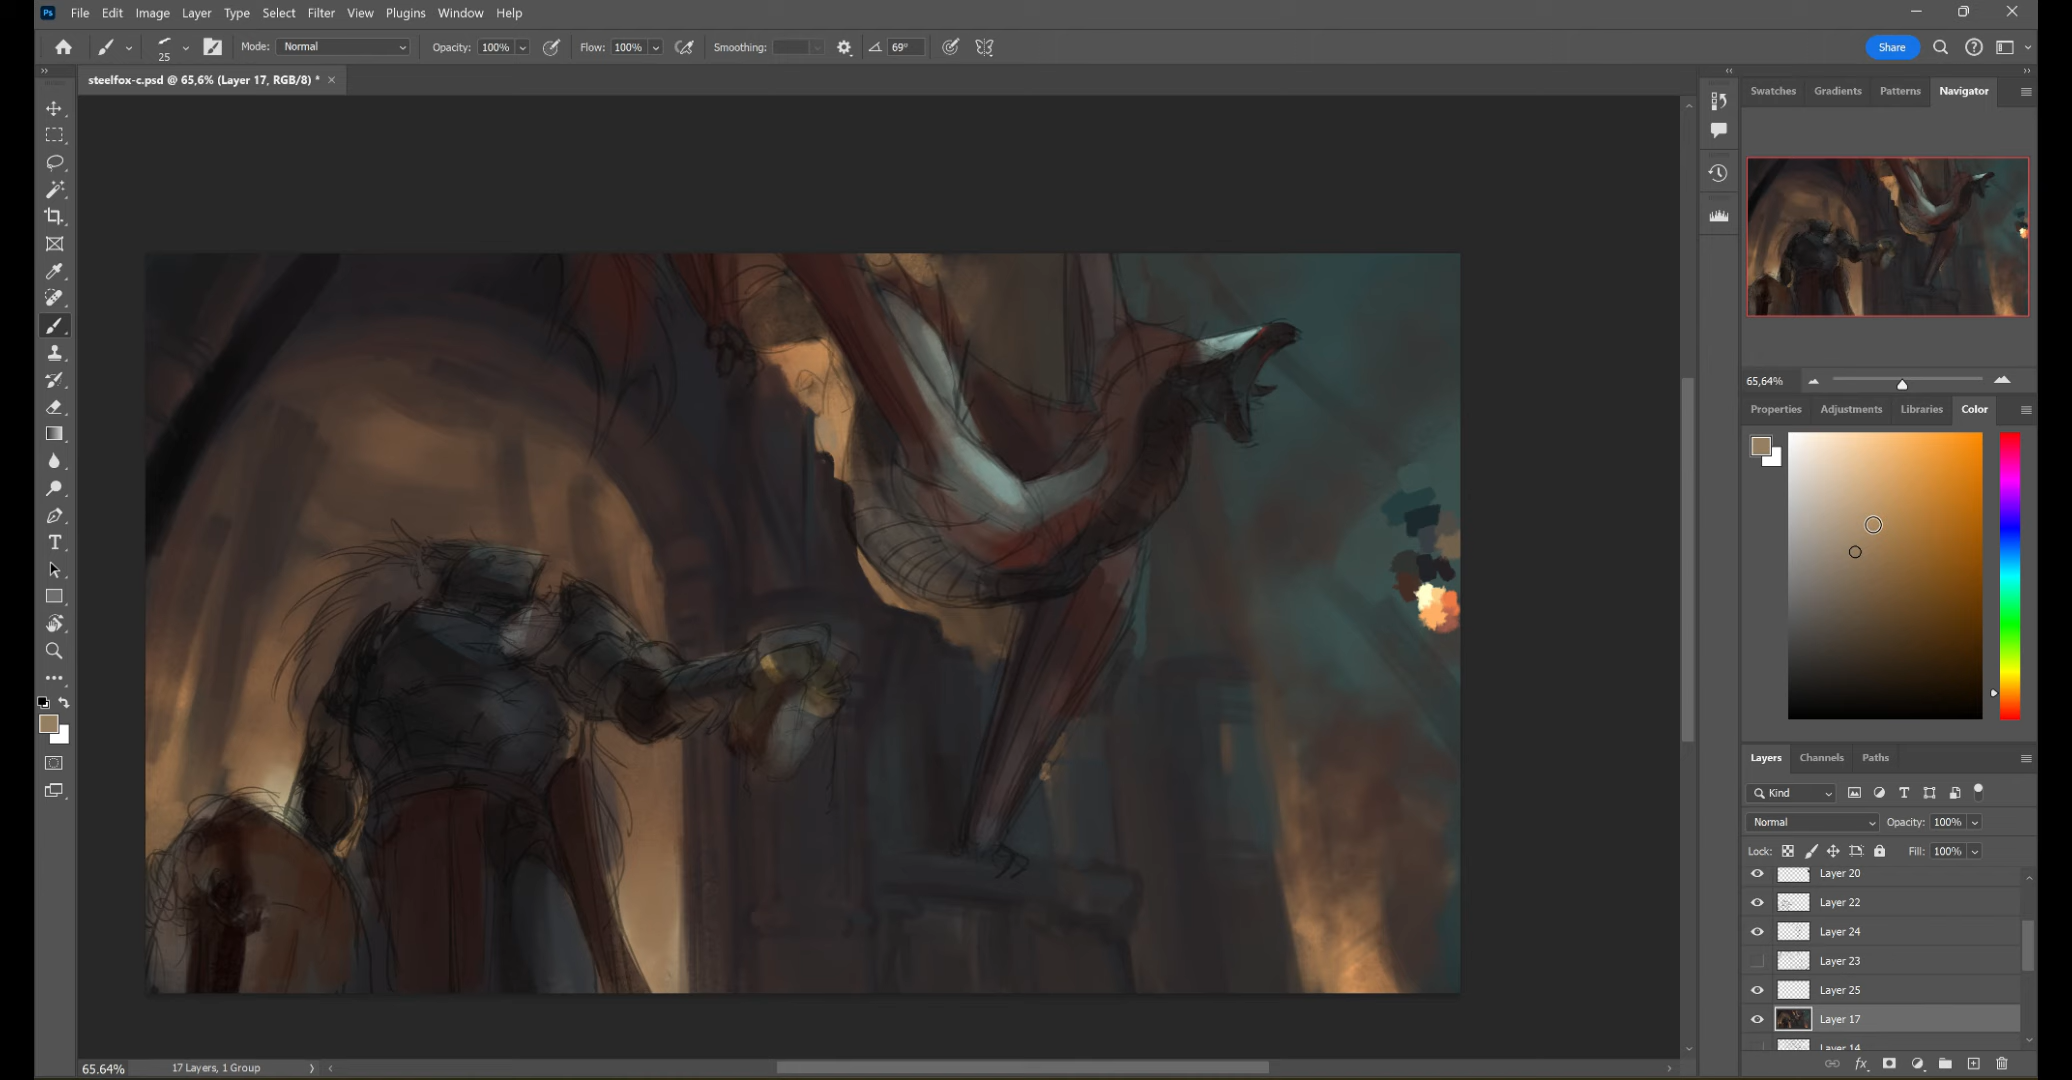 Ps File Edit Image Layer Type Select Filter View Plugins Window Help
25 Mode: Normal Opacity: 100% Flow: 100% Smoothing: 69° Share
steelfox-c.psd @ 65,6% (Layer 17, RGB/8) *
Swatches Gradients Patterns Navigator
65,64%
Properties Adjustments Libraries Color
Layers Channels Paths
Kind
Normal Opacity: 100%
Lock: Fill: 100%
Layer 20
Layer 22
Layer 24
Layer 23
Layer 25
Layer 17
Layer 14
65.64% 17 Layers, 1 Group